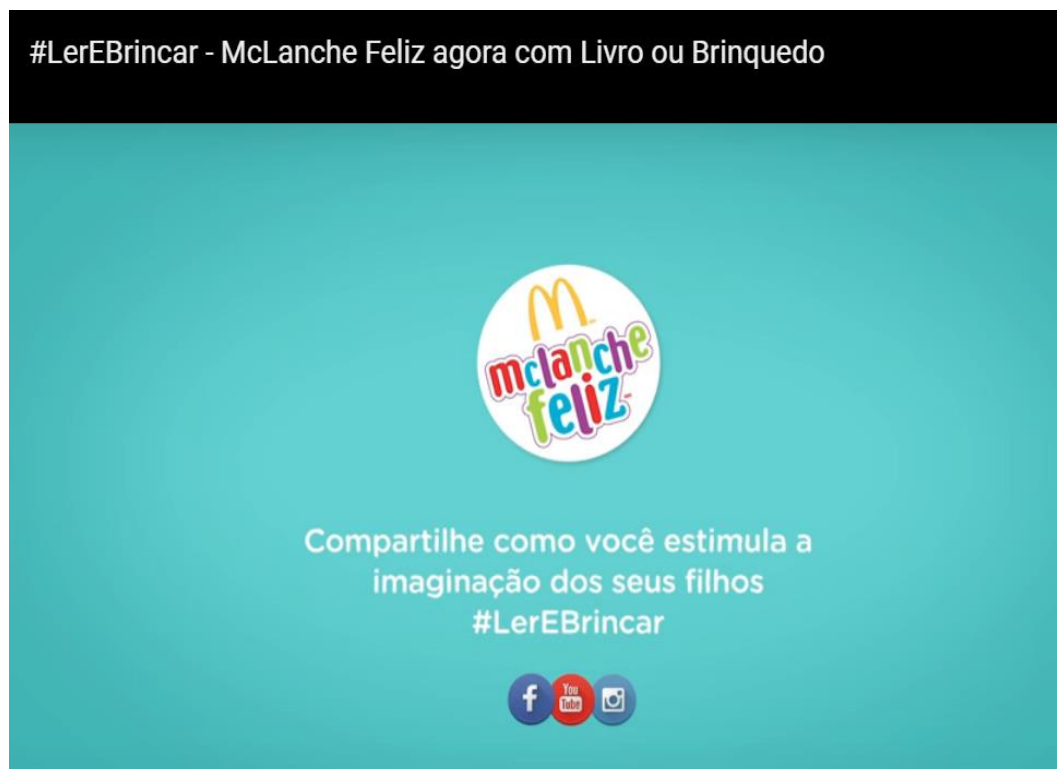 #LerEBrincar - McLanche Feliz agora com Livro ou Brinquedo
mclanche
feliz
Compartilhe como você estimula a
imaginação dos seus filhos
#LerEBrincar
f You
Tube